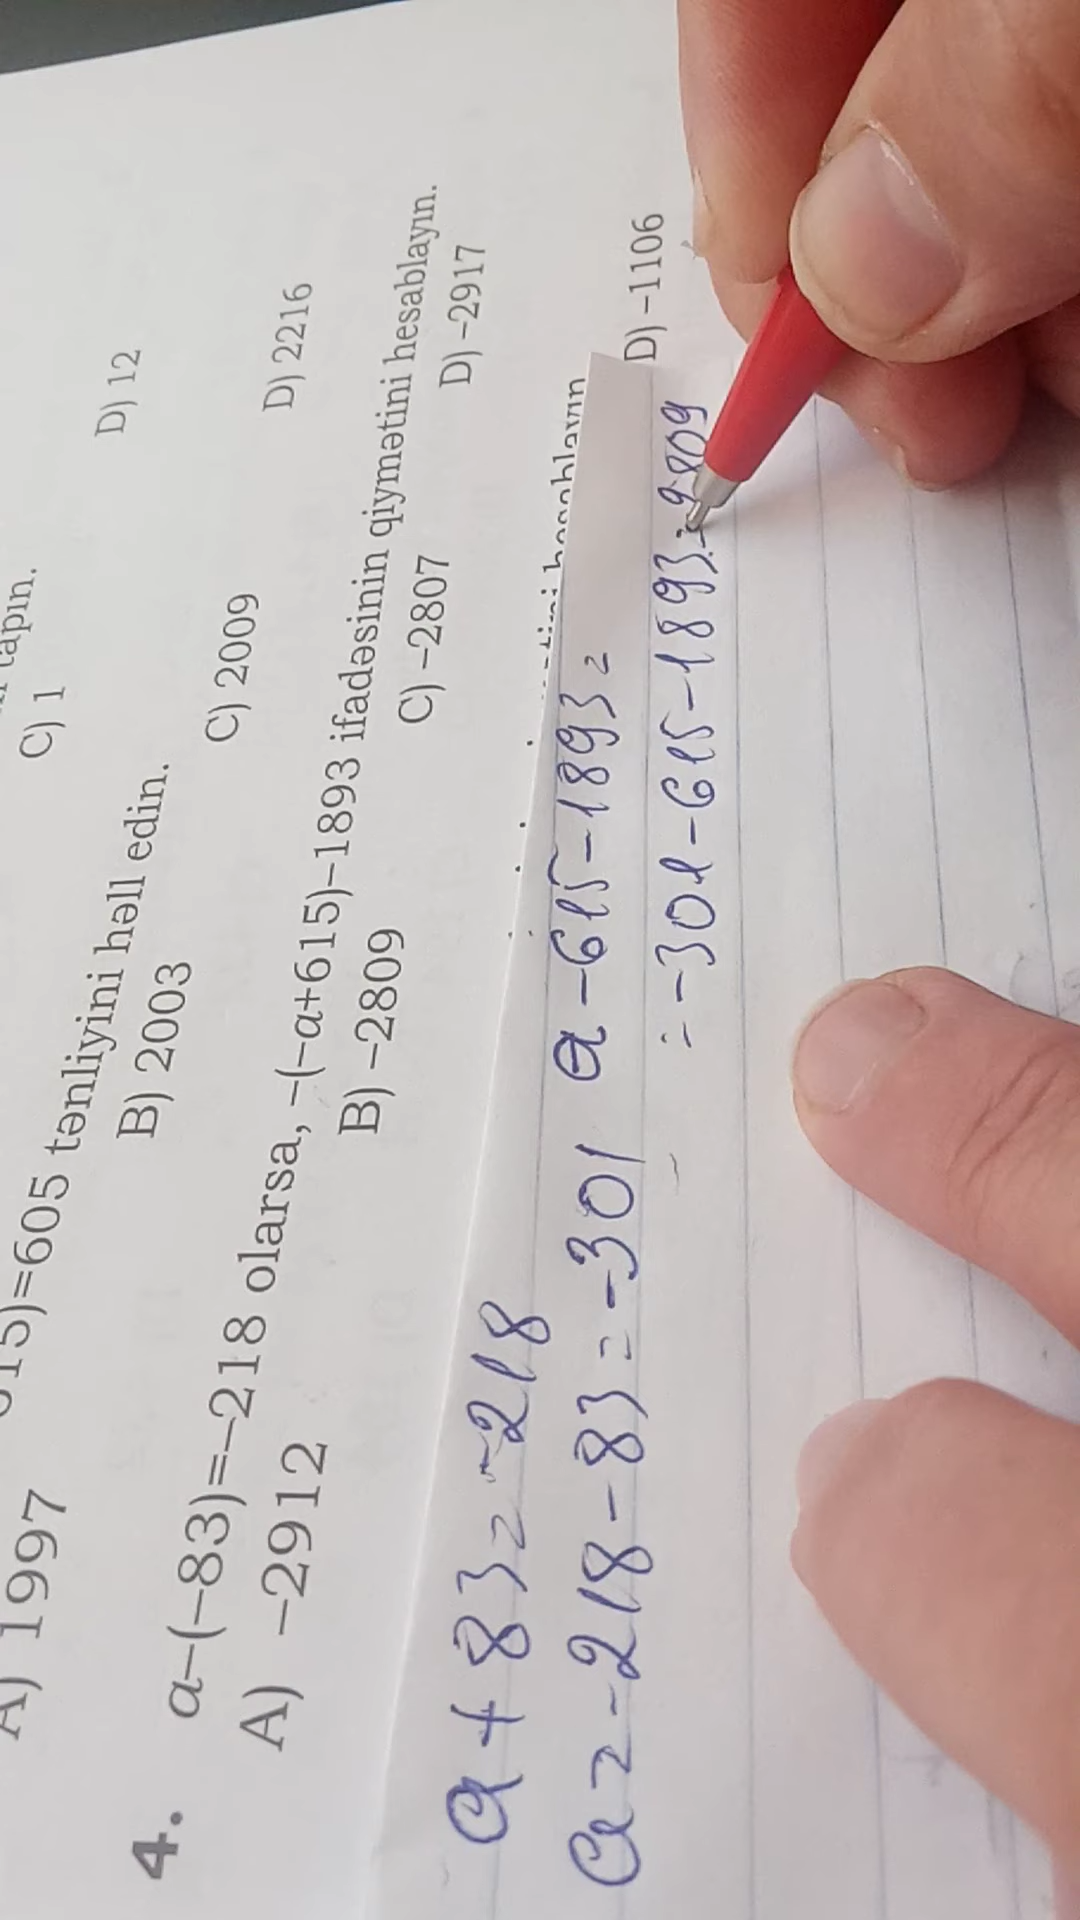 tapın.
C) 1
D) 12
15)=605 tənliyini həll edin.
A) 1997
B) 2003
C) 2009
D) 2216
4. a–(–83)=–218 olarsa, –(–a+615)–1893 ifadəsinin qiymətini hesablayın.
A) –2912
B) –2809
C) –2807
D) –2917
D) –1106
a + 83 = -218
a = -218 - 83 = -301
a - 615 - 1893 =
= -301 - 615 - 1893 = 2809